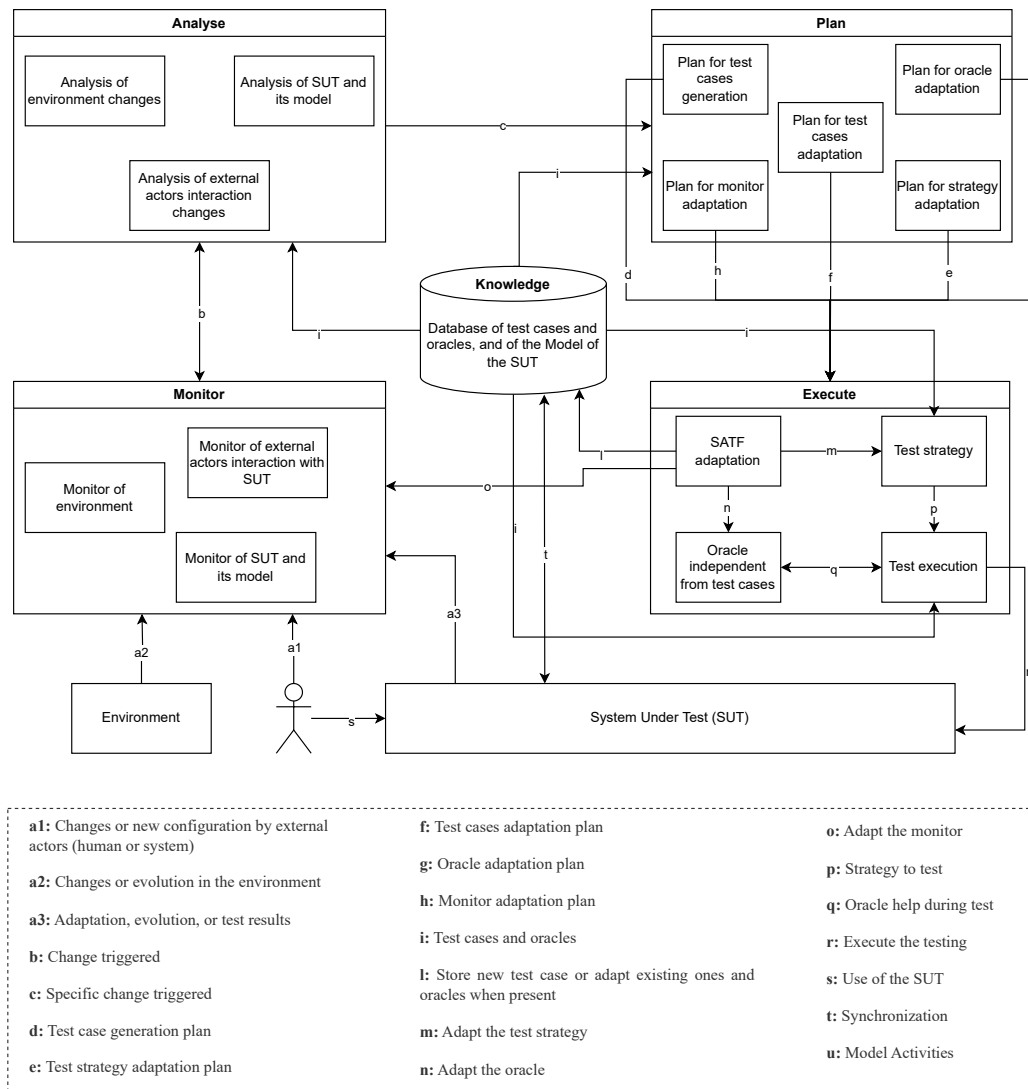 Analyse
Analysis of
environment changes
Analysis of SUT and
its model
Analysis of external
actors interaction
changes
Plan
Plan for test
cases
generation
Plan for oracle
adaptation
Plan for test
cases
adaptation
Plan for monitor
adaptation
Plan for strategy
adaptation
c
i
d
h
f
e
b
i
Knowledge
Database of test cases and
oracles, and of the Model of
the SUT
i
Monitor
Monitor of external
actors interaction with
SUT
Monitor of
environment
Monitor of SUT and
its model
Execute
SATF
adaptation
Test strategy
Oracle
independent
from test cases
Test execution
l
m
o
n
p
i
t
q
a3
a2
a1
Environment
s
System Under Test (SUT)
a1: Changes or new configuration by external
actors (human or system)
a2: Changes or evolution in the environment
a3: Adaptation, evolution, or test results
b: Change triggered
c: Specific change triggered
d: Test case generation plan
e: Test strategy adaptation plan
f: Test cases adaptation plan
g: Oracle adaptation plan
h: Monitor adaptation plan
i: Test cases and oracles
l: Store new test case or adapt existing ones and
oracles when present
m: Adapt the test strategy
n: Adapt the oracle
o: Adapt the monitor
p: Strategy to test
q: Oracle help during test
r: Execute the testing
s: Use of the SUT
t: Synchronization
u: Model Activities